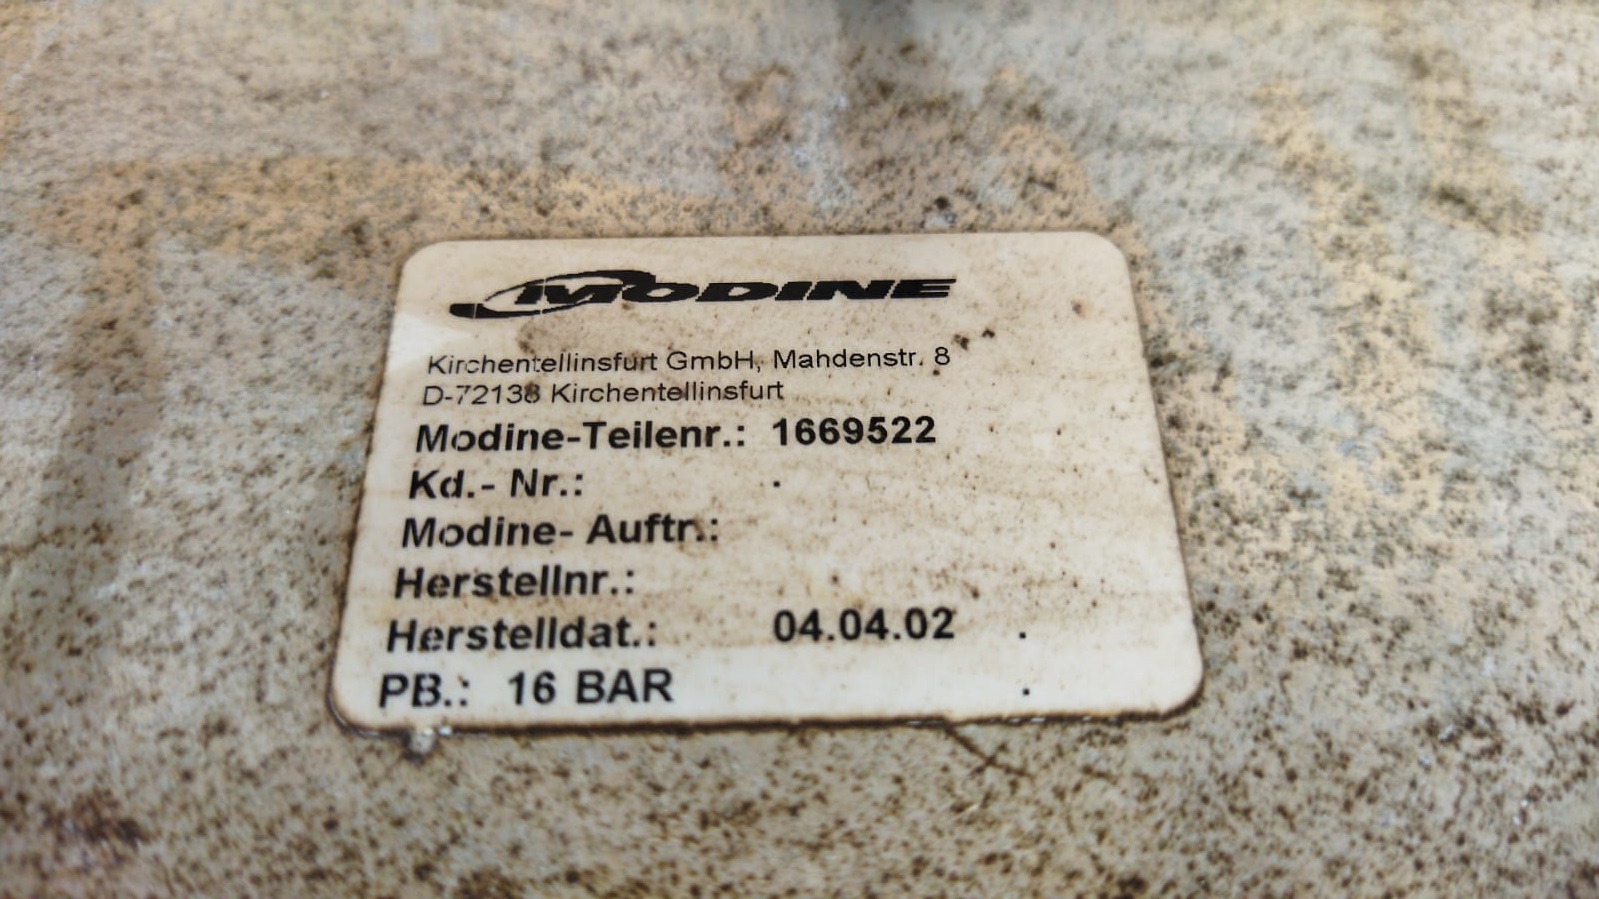 MODINE
Kirchentellinsfurt GmbH, Mahdenstr. 8
D-72138 Kirchentellinsfurt
Modine-Teilenr.: 1669522
Kd.- Nr.: .
Modine- Auftr.:
Herstellnr.:
Herstelldat.: 04.04.02 .
PB.: 16 BAR .